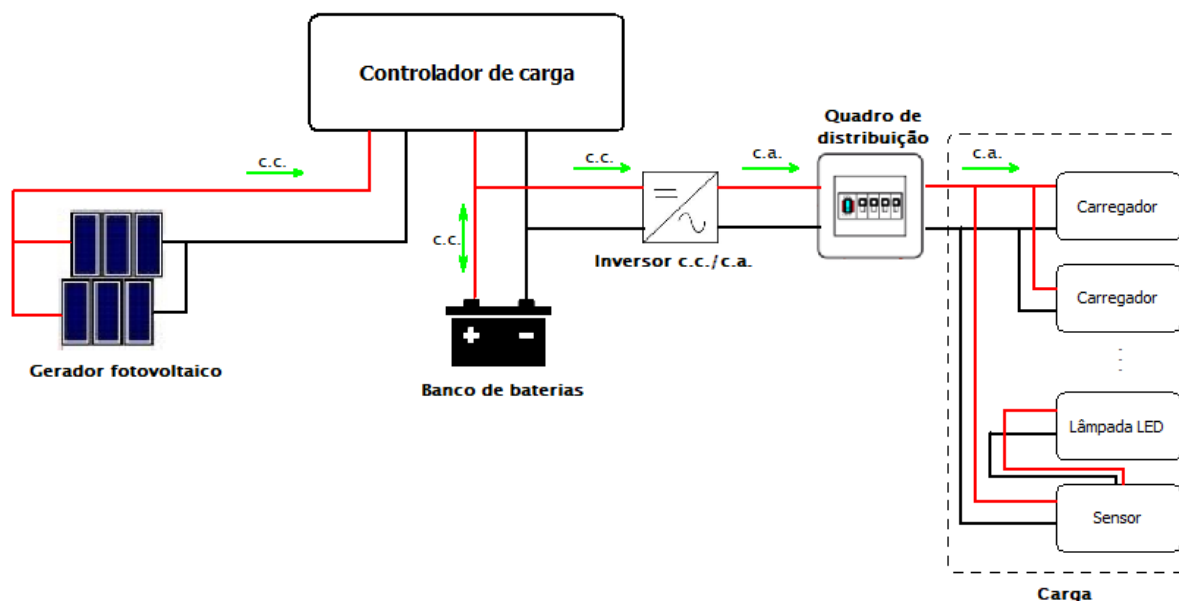 Controlador de carga
Quadro de
distribuição
c.c.
c.c.
c.a.
c.a.
Carregador
c.c.
Inversor c.c./c.a.
Carregador
Gerador fotovoltaico
+
-
Banco de baterias
Lâmpada LED
Sensor
Carga